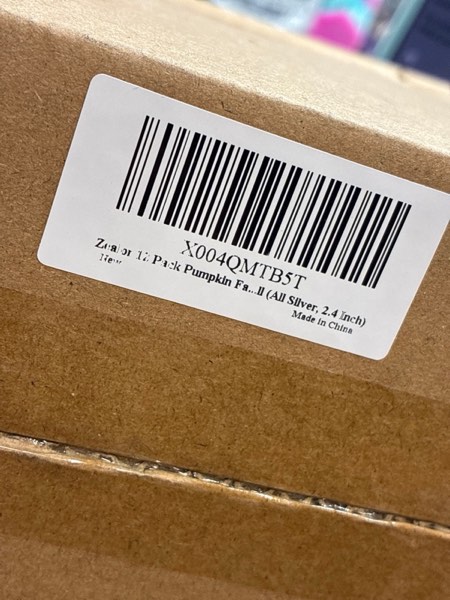 X004QMTB5T
Zealor 12 Pack Pumpkin Fa...ll (All Silver, 2.4 Inch)
New
Made in China